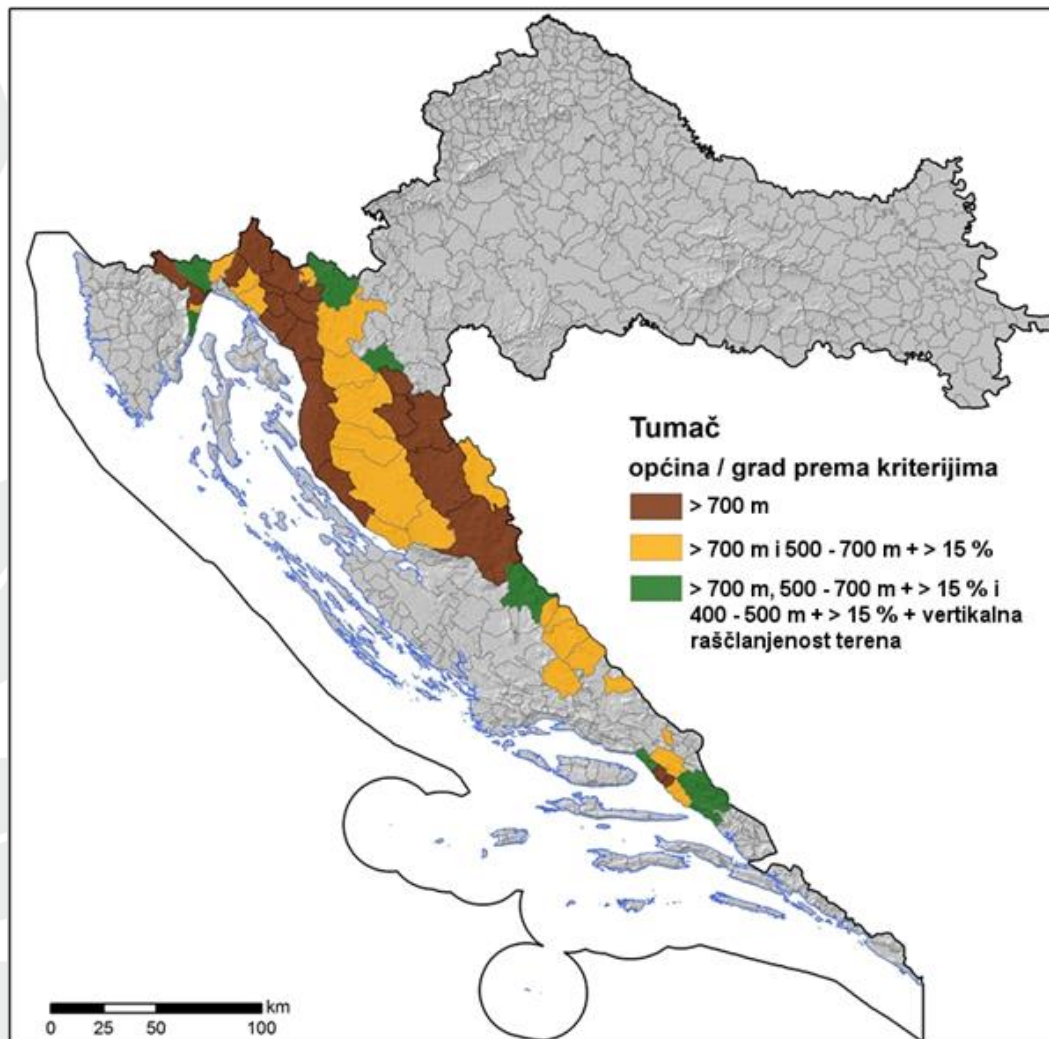 Tumač
općina / grad prema kriterijima
> 700 m
> 700 m i 500 - 700 m + > 15 %
> 700 m, 500 - 700 m + > 15 % i
400 - 500 m + > 15 % + vertikalna
raščlanjenost terena
km
0 25 50 100